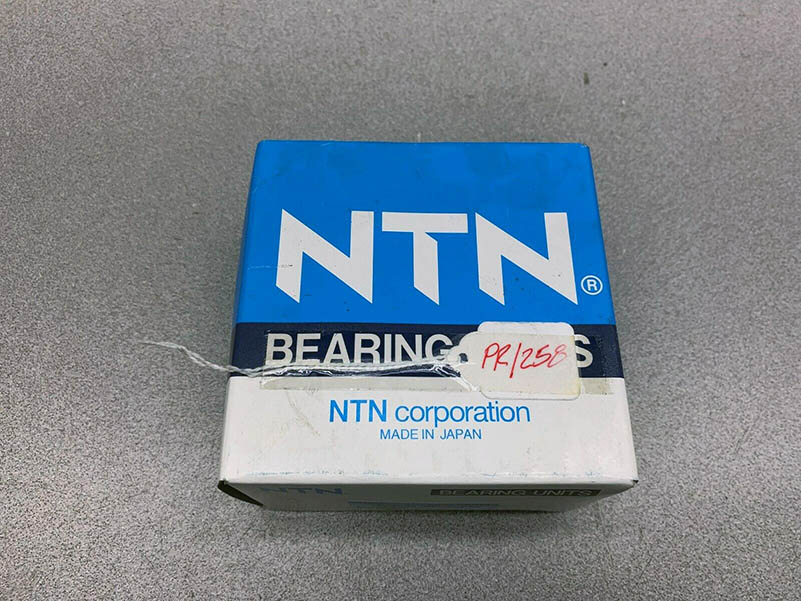 NTN®
BEARING S
PR/258
NTN corporation
MADE IN JAPAN
NTN
BEARING UNITS